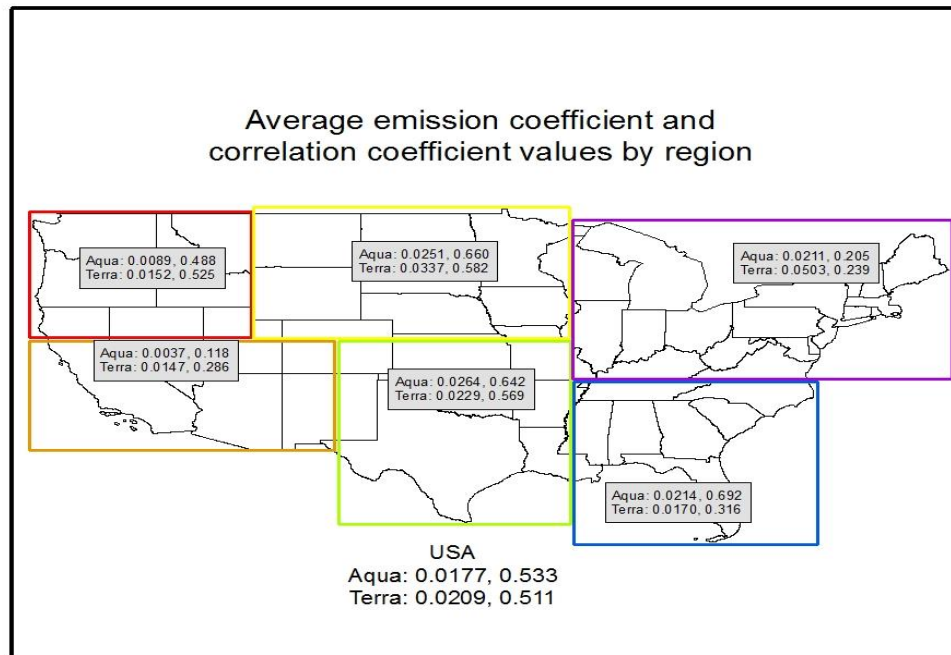 Average emission coefficient and
correlation coefficient values by region
Aqua: 0.0089, 0.488
Terra: 0.0152, 0.525
Aqua: 0.0251, 0.660
Terra: 0.0337, 0.582
Aqua: 0.0211, 0.205
Terra: 0.0503, 0.239
Aqua: 0.0037, 0.118
Terra: 0.0147, 0.286
Aqua: 0.0264, 0.642
Terra: 0.0229, 0.569
Aqua: 0.0214, 0.692
Terra: 0.0170, 0.316
USA
Aqua: 0.0177, 0.533
Terra: 0.0209, 0.511